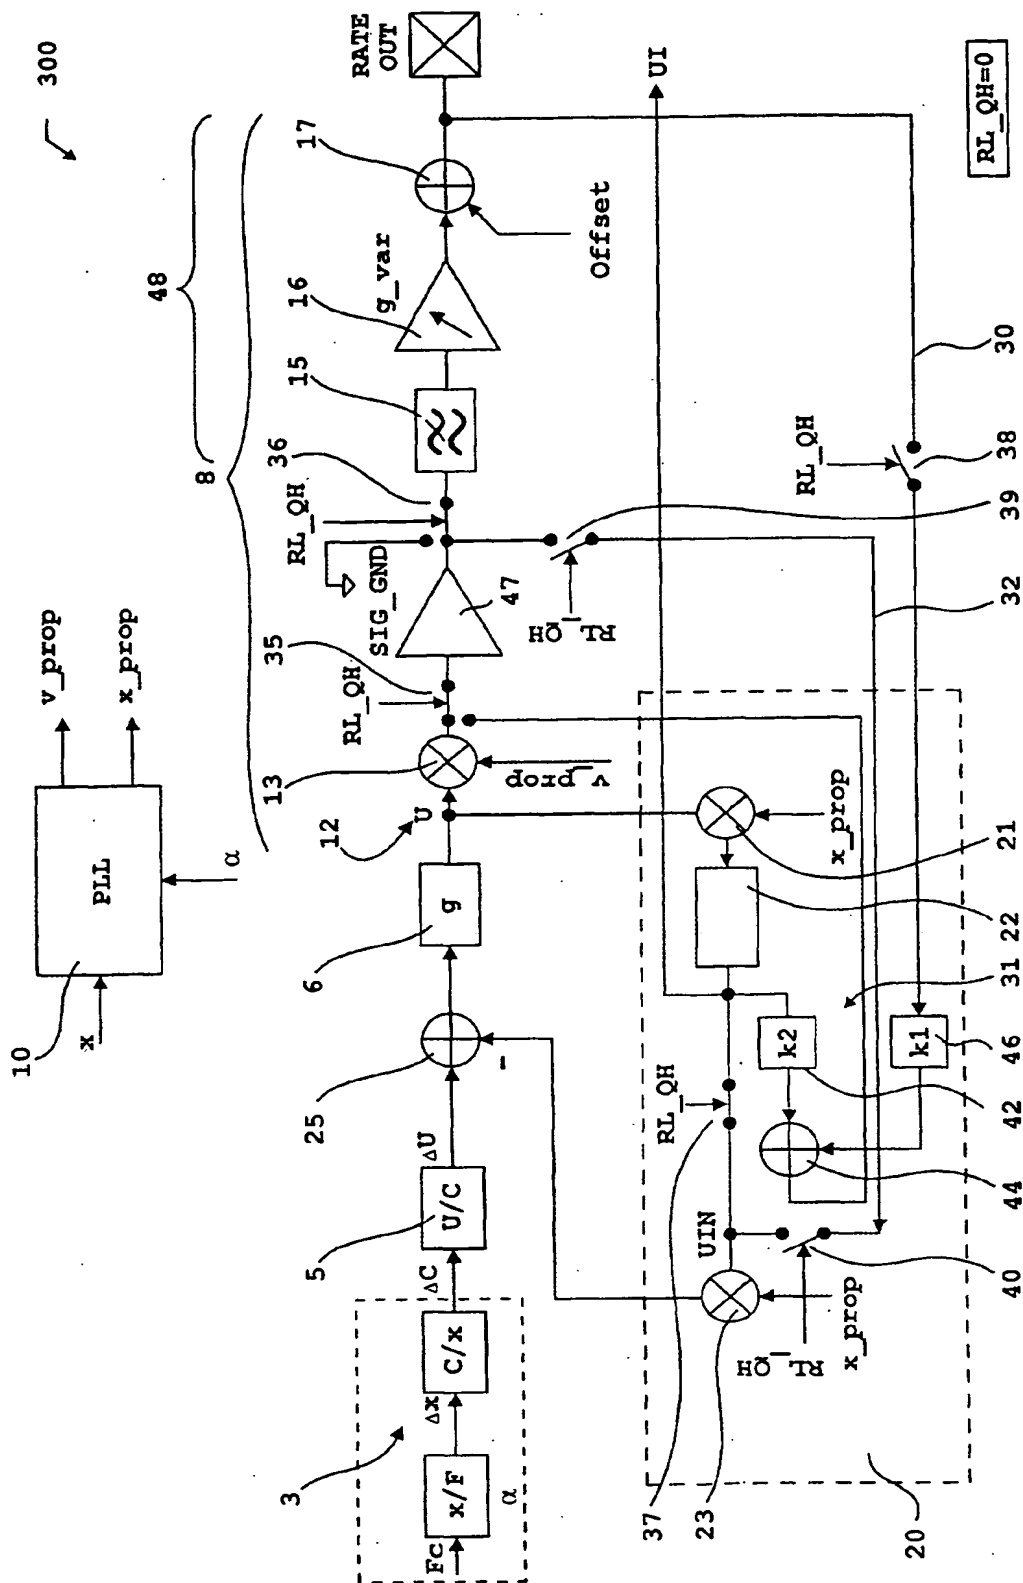 300
48
8
10
PLL
x
α
v_prop
x_prop
RATE
OUT
17
Offset
g_var
16
15
36
RL_QH
SIG_GND
47
35
RL_QH
13
v_prop
12
U
g
6
25
-
ΔU
U/C
5
ΔC
C/x
Δx
3
x/F
α
Fc
UI
RL_QH
38
30
39
RL_QH
32
x_prop
21
22
31
k1
46
k2
42
44
RL_QH
37
UIN
40
RL_QH
x_prop
23
20
RL_QH=0